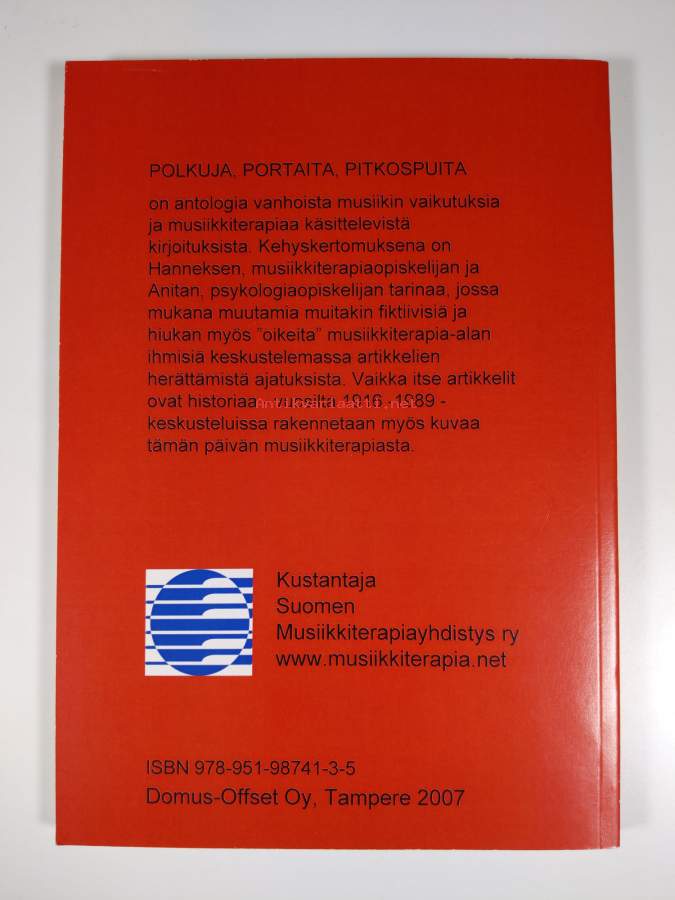 POLKUJA, PORTAITA, PITKOSPUITA
on antologia vanhoista musiikin vaikutuksia
ja musiikkiterapiaa käsittelevistä
kirjoituksista. Kehyskertomuksena on
Hanneksen, musiikkiterapiaopiskelijan ja
Anitan, psykologiaopiskelijan tarinaa, jossa
mukana muutamia muitakin fiktiivisiä ja
hiukan myös "oikeita" musiikkiterapia-alan
ihmisiä keskustelemassa artikkelien
herättämistä ajatuksista. Vaikka itse artikkelit
ovat historiaa - vuosilta 1916 -1989 -
Antikvariaatti.net
keskusteluissa rakennetaan myös kuvaa
tämän päivän musiikkiterapiasta.
Kustantaja
Suomen
Musiikkiterapiayhdistys ry
www.musiikkiterapia.net
ISBN 978-951-98741-3-5
Domus-Offset Oy, Tampere 2007